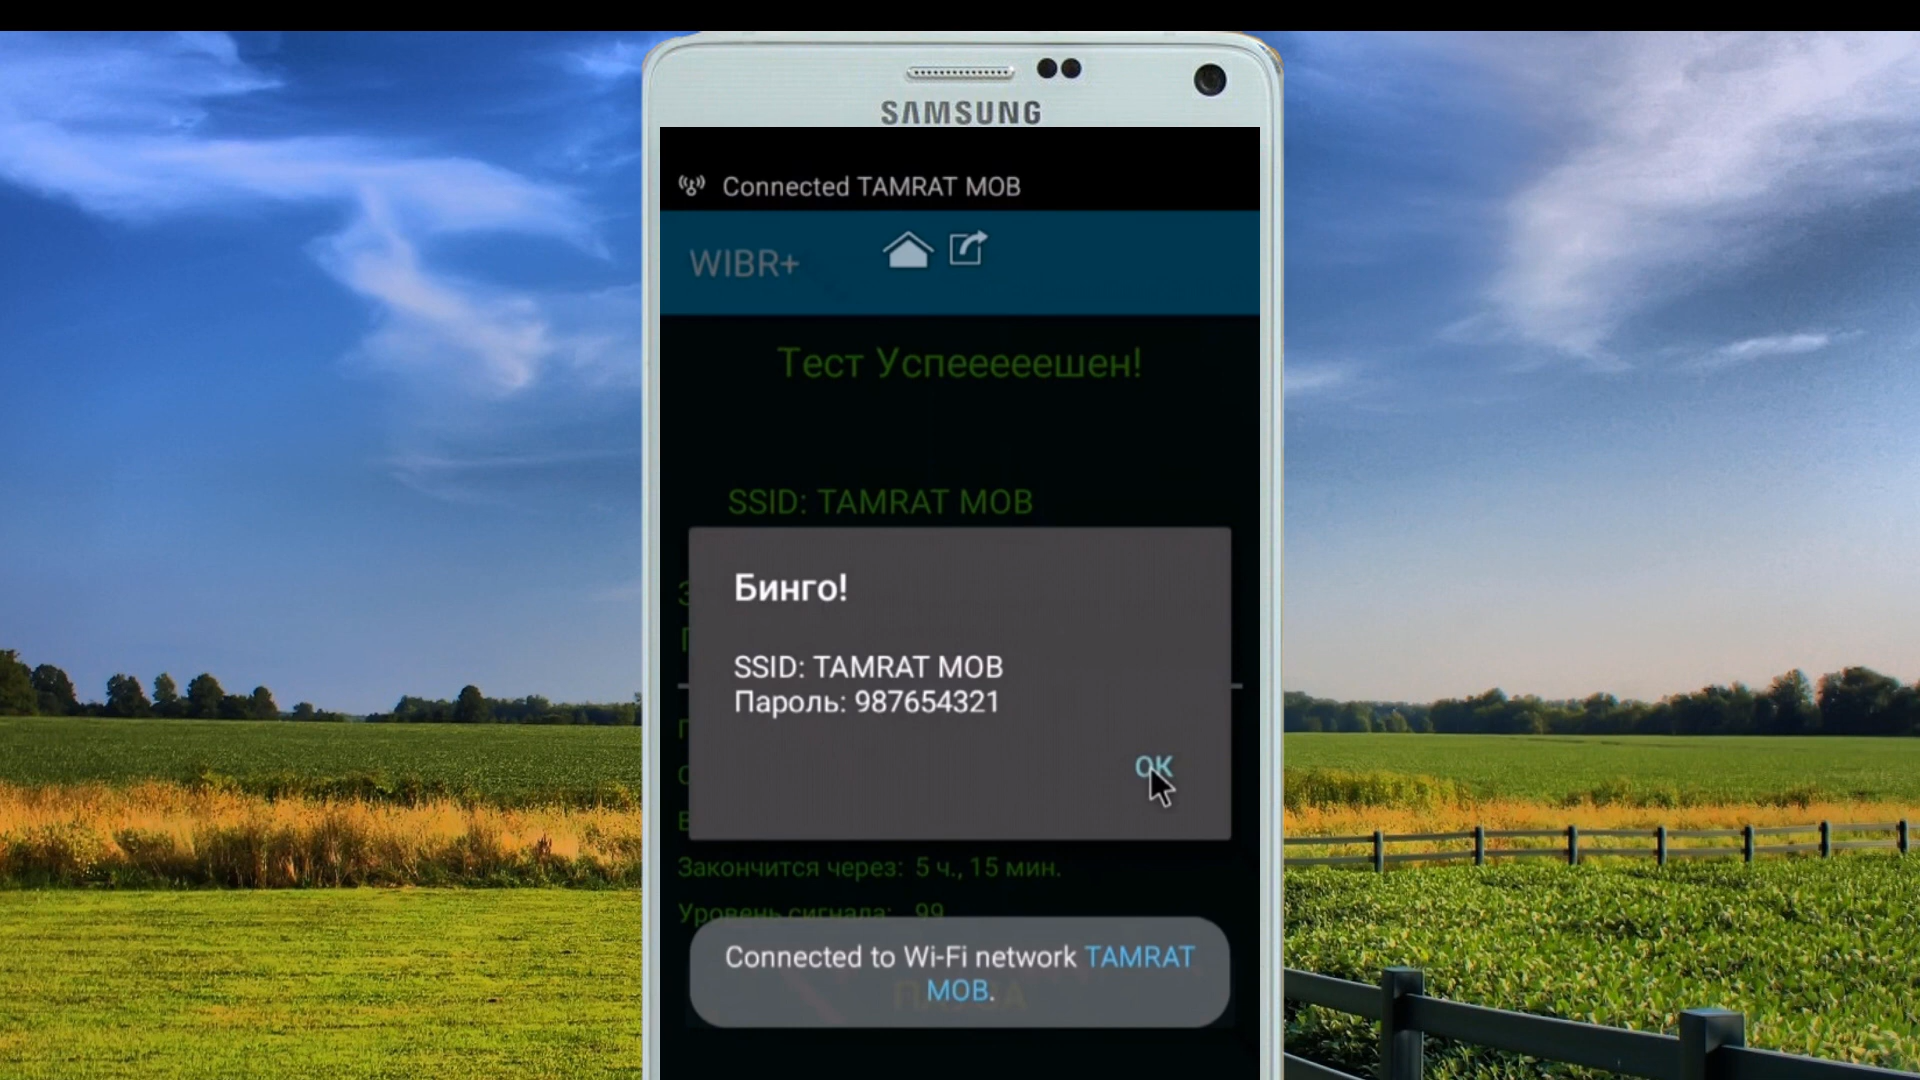 SAMSUNG
Connected TAMRAT MOB
WIBR+
Тест Успеееееешен!
SSID: TAMRAT MOB
Бинго!
SSID: TAMRAT MOB
Пароль: 987654321
OK
Закончится через: 5 ч., 15 мин.
Уровень сигнала: 99
Connected to Wi-Fi network TAMRAT
MOB.